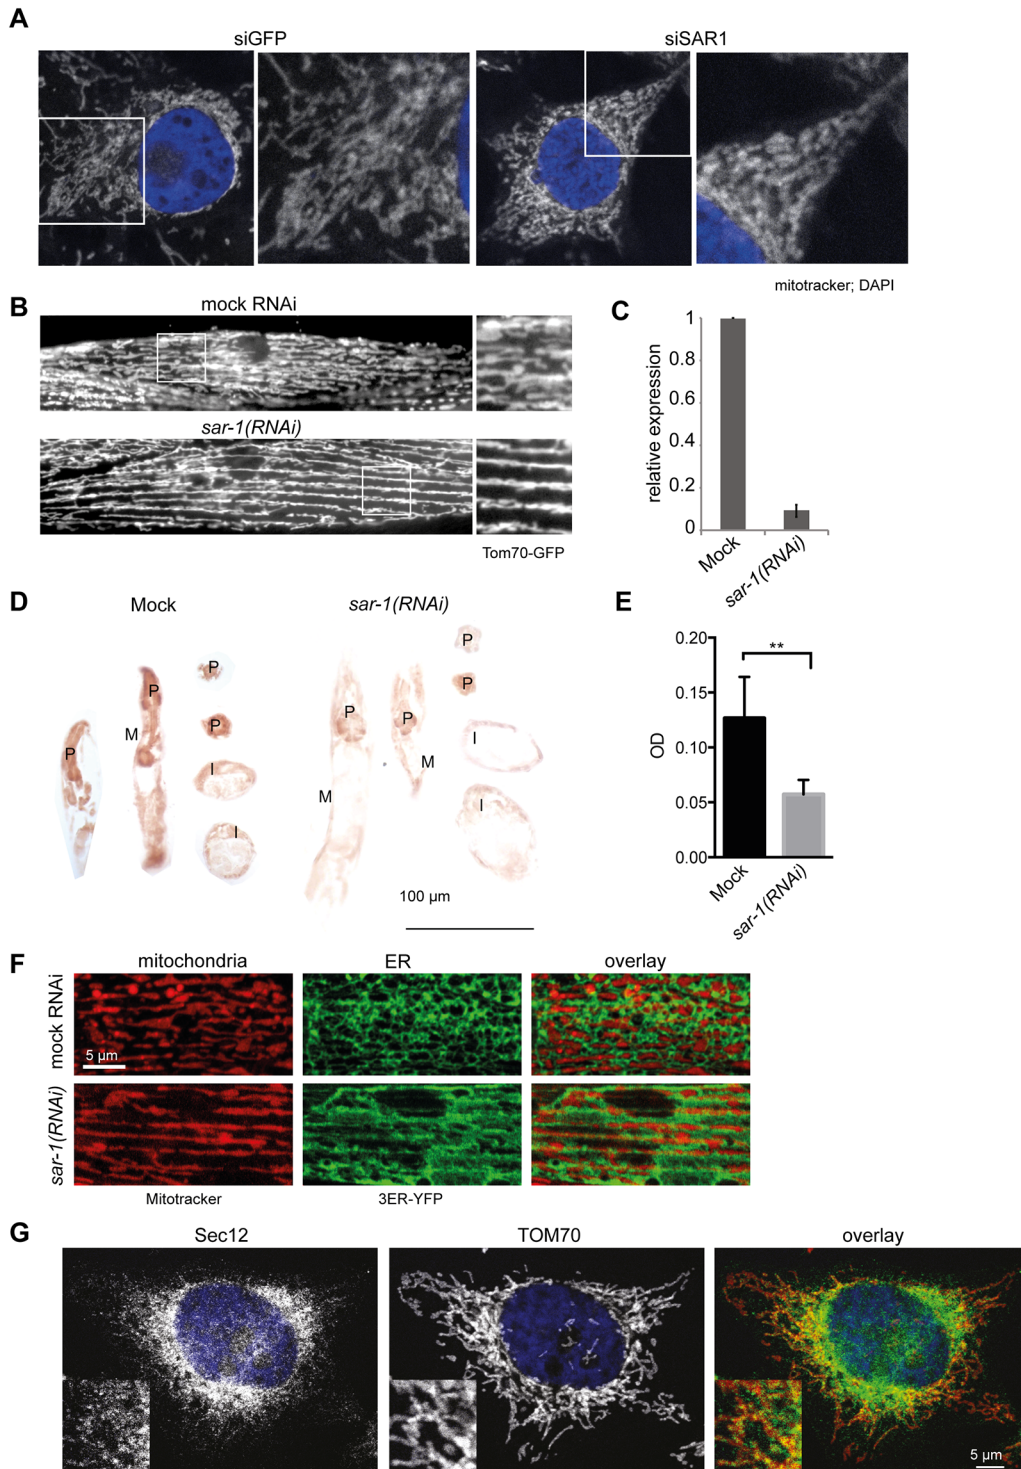 A
siGFP
siSAR1
mitotracker; DAPI
B
mock RNAi
sar-1(RNAi)
Tom70-GFP
C
relative expression
1
0.8
0.6
0.4
0.2
0
Mock
sar-1(RNAi)
D
Mock
sar-1(RNAi)
P
P
P
P
M
I
I
P
P
P
P
M
M
I
I
100 µm
E
OD
0.20
0.15
0.10
0.05
0.00
**
Mock
sar-1(RNAi)
F
mitochondria
ER
overlay
mock RNAi
5 µm
sar-1(RNAi)
Mitotracker
3ER-YFP
G
Sec12
TOM70
overlay
5 µm